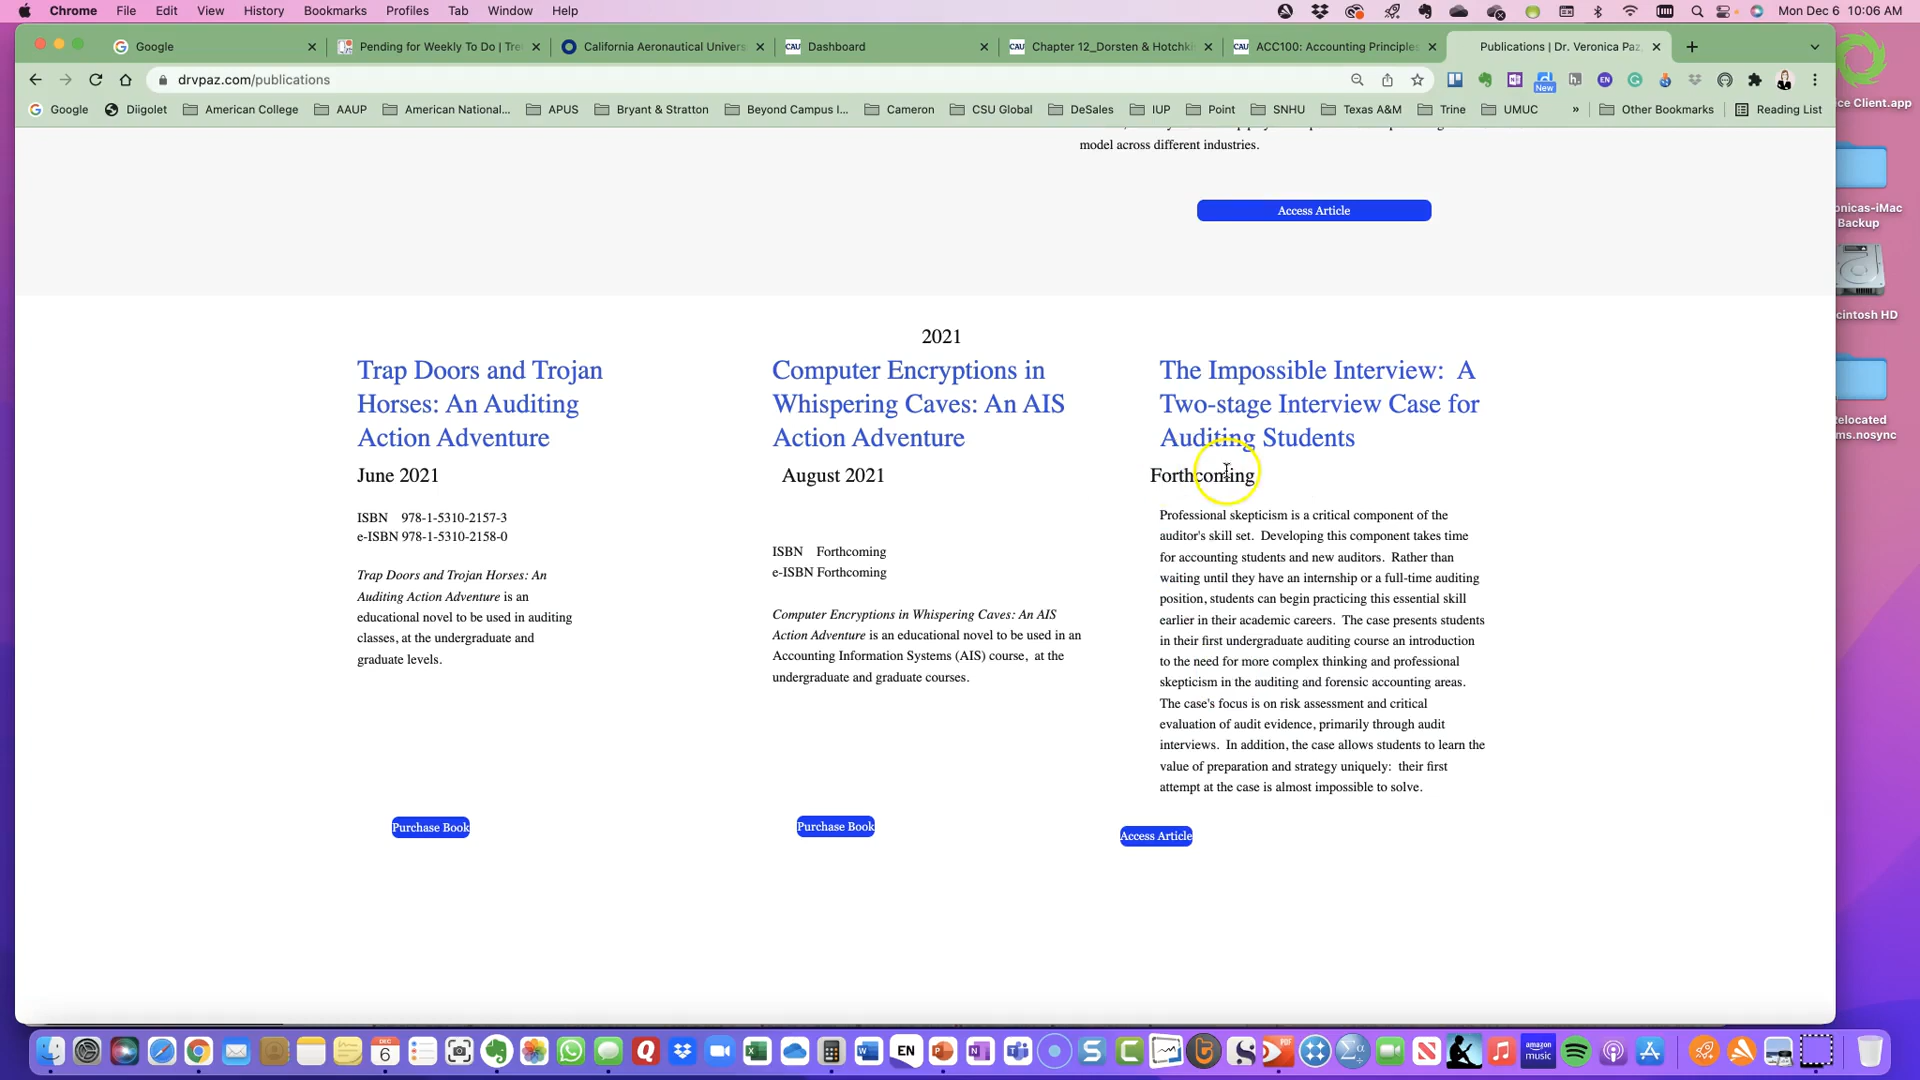 Chrome File Edit View History Bookmarks Profiles Tab Window Help Mon Dec 6 10:06 AM
Google Pending for Weekly To Do | Tre California Aeronautical Univers Dashboard Chapter 12_Dorsten & Hotchki ACC100: Accounting Principles Publications | Dr. Veronica Paz,
drvpaz.com/publications
New
Google Diigolet American College AAUP American National... APUS Bryant & Stratton Beyond Campus I... Cameron CSU Global DeSales IUP Point SNHU Texas A&M Trine UMUC » Other Bookmarks Reading List
ice Client.app
model across different industries.
Access Article
onicas-iMac
Backup
cintosh HD
elocated
ms.nosync
2021
Trap Doors and Trojan
Horses: An Auditing
Action Adventure
June 2021
ISBN 978-1-5310-2157-3
e-ISBN 978-1-5310-2158-0
Trap Doors and Trojan Horses: An
Auditing Action Adventure is an
educational novel to be used in auditing
classes, at the undergraduate and
graduate levels.
Purchase Book
Computer Encryptions in
Whispering Caves: An AIS
Action Adventure
August 2021
ISBN Forthcoming
e-ISBN Forthcoming
Computer Encryptions in Whispering Caves: An AIS
Action Adventure is an educational novel to be used in an
Accounting Information Systems (AIS) course, at the
undergraduate and graduate courses.
Purchase Book
The Impossible Interview: A
Two-stage Interview Case for
Auditing Students
Forthcoming
Professional skepticism is a critical component of the
auditor's skill set. Developing this component takes time
for accounting students and new auditors. Rather than
waiting until they have an internship or a full-time auditing
position, students can begin practicing this essential skill
earlier in their academic careers. The case presents students
in their first undergraduate auditing course an introduction
to the need for more complex thinking and professional
skepticism in the auditing and forensic accounting areas.
The case's focus is on risk assessment and critical
evaluation of audit evidence, primarily through audit
interviews. In addition, the case allows students to learn the
value of preparation and strategy uniquely: their first
attempt at the case is almost impossible to solve.
Access Article